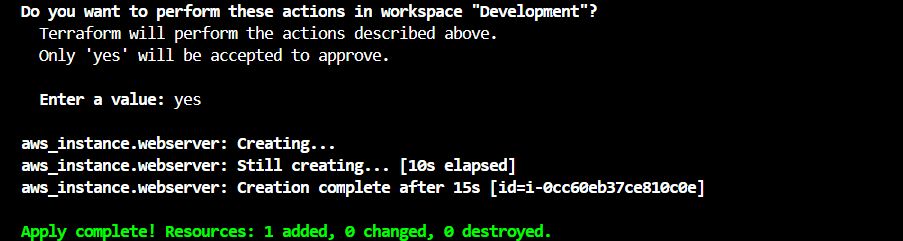 Do you want to perform these actions in workspace "Development"?
Terraform will perform the actions described above.
Only 'yes' will be accepted to approve.
Enter a value: yes
aws_instance.webserver: Creating...
aws_instance.webserver: Still creating... [10s elapsed]
aws_instance.webserver: Creation complete after 15s [id=i-0cc60eb37ce810c0e]
Apply complete! Resources: 1 added, 0 changed, 0 destroyed.